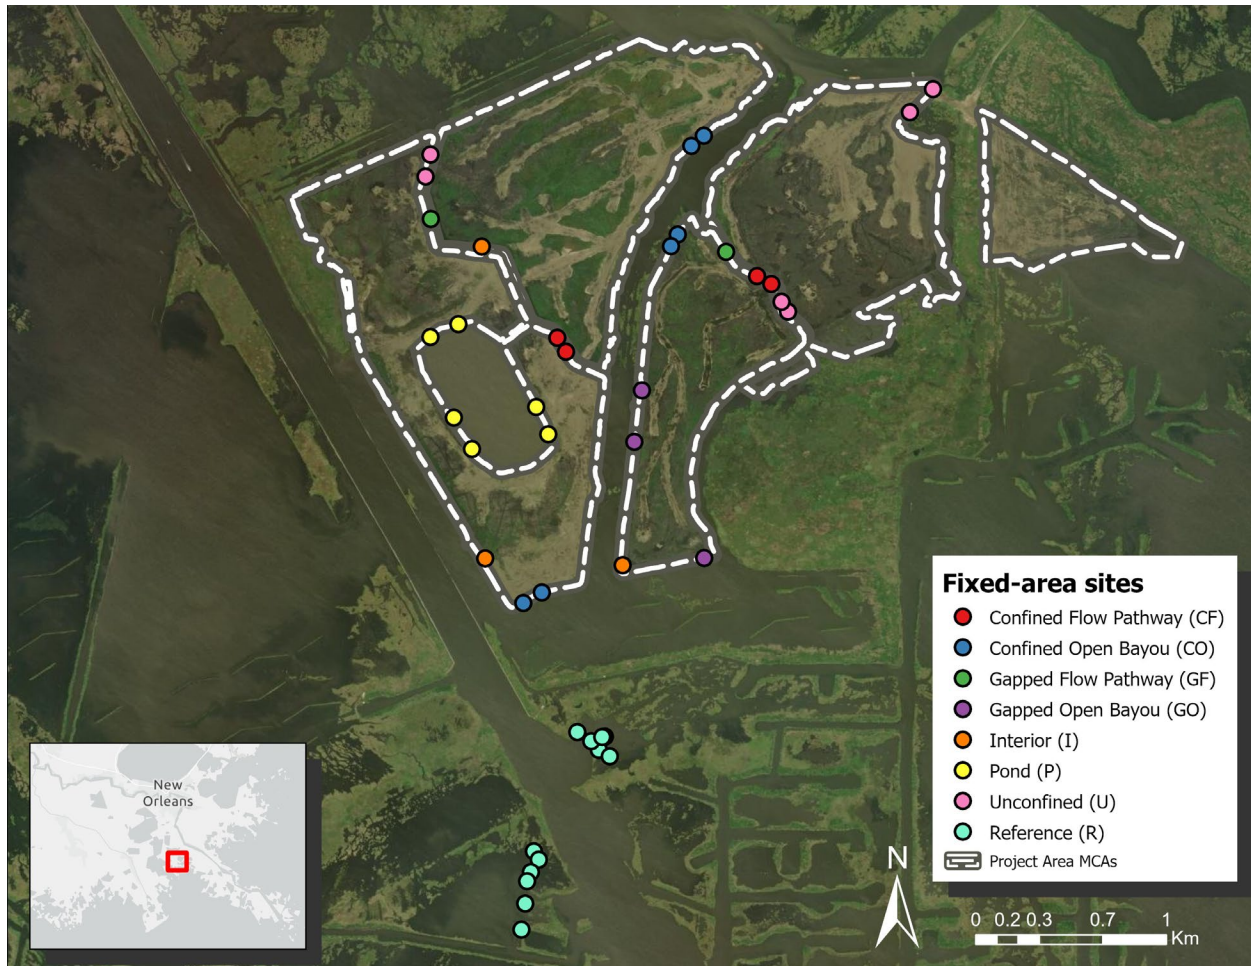 Fixed-area sites
Confined Flow Pathway (CF)
Confined Open Bayou (CO)
Gapped Flow Pathway (GF)
Gapped Open Bayou (GO)
Interior (I)
Pond (P)
Unconfined (U)
Reference (R)
Project Area MCAs
New
Orleans
N
0 0.2 0.3 0.7 1
Km